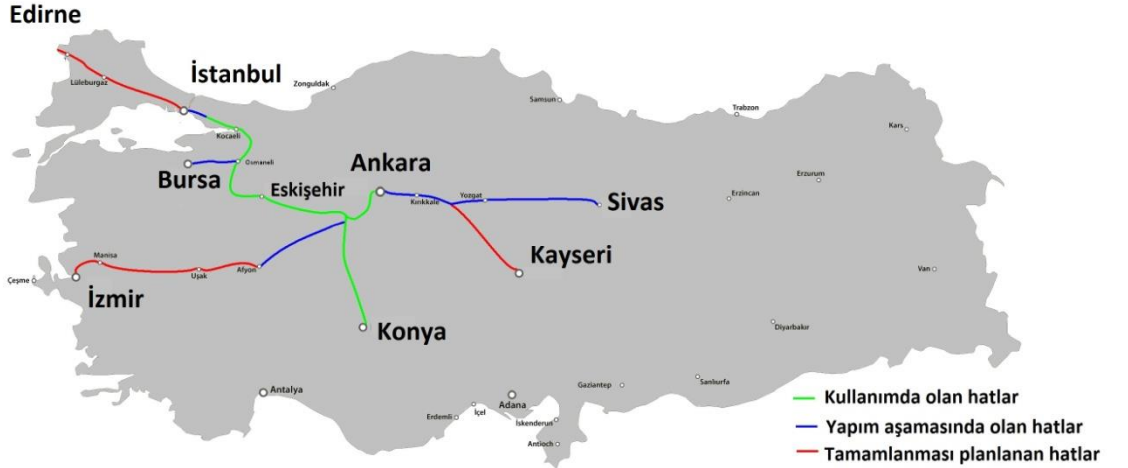 Edirne
İstanbul
Lüleburgaz
Zonguldak
Samsun
Trabzon
Kars
Kocaeli
Osmaneli
Bursa
Eskişehir
Ankara
Kırıkkale
Yozgat
Sivas
Erzincan
Erzurum
Kayseri
Manisa
Uşak
Afyon
Çeşme
İzmir
Van
Konya
Diyarbakır
Antalya
Adana
Gaziantep
Sanlıurfa
Erdemli
İçel
İskenderun
Antioch
Kullanımda olan hatlar
Yapım aşamasında olan hatlar
Tamamlanması planlanan hatlar